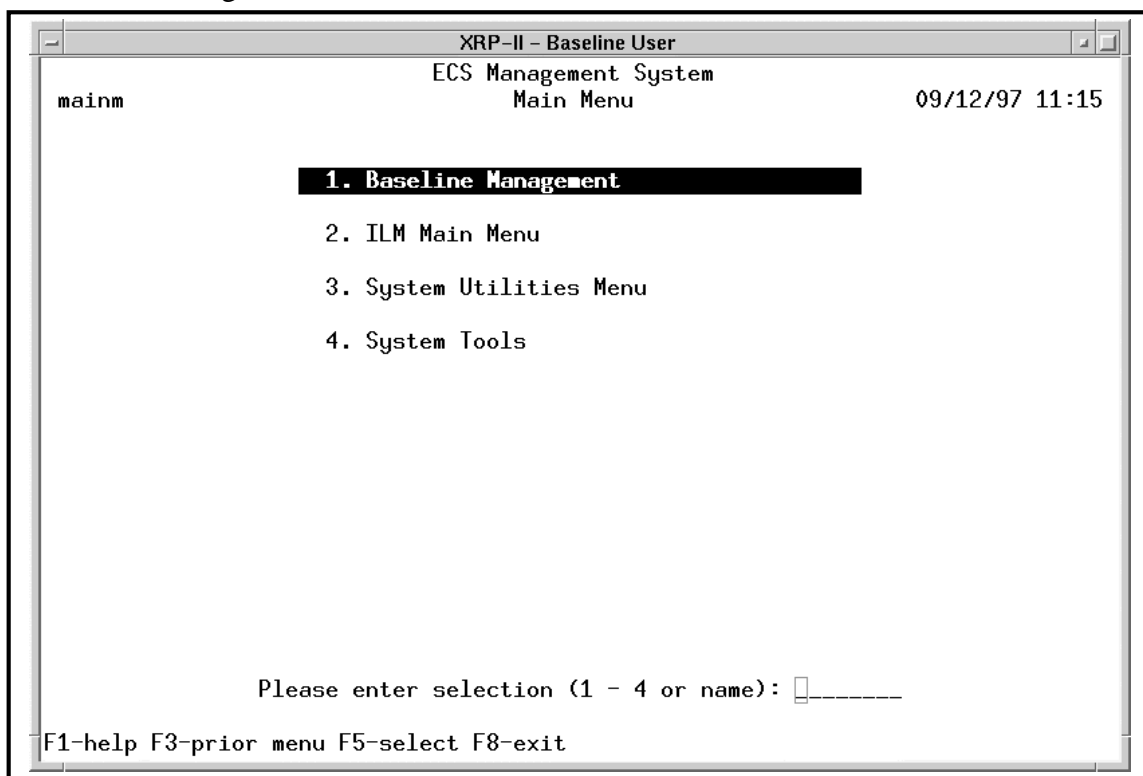 XRP-II - Baseline User
ECS Management System
mainm Main Menu 09/12/97 11:15
1. Baseline Management
2. ILM Main Menu
3. System Utilities Menu
4. System Tools
Please enter selection (1 - 4 or name): ________
F1-help F3-prior menu F5-select F8-exit